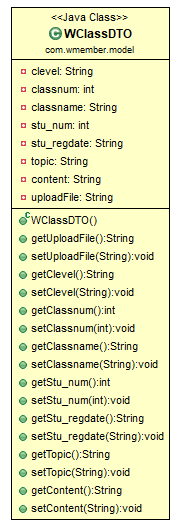 <<Java Class>>
WClassDTO
com.wmember.model
clevel: String
classnum: int
classname: String
stu_num: int
stu_regdate: String
topic: String
content: String
uploadFile: String
WClassDTO()
getUploadFile():String
setUploadFile(String):void
getClevel():String
setClevel(String):void
getClassnum():int
setClassnum(int):void
getClassname():String
setClassname(String):void
getStu_num():int
setStu_num(int):void
getStu_regdate():String
setStu_regdate(String):void
getTopic():String
setTopic(String):void
getContent():String
setContent(String):void